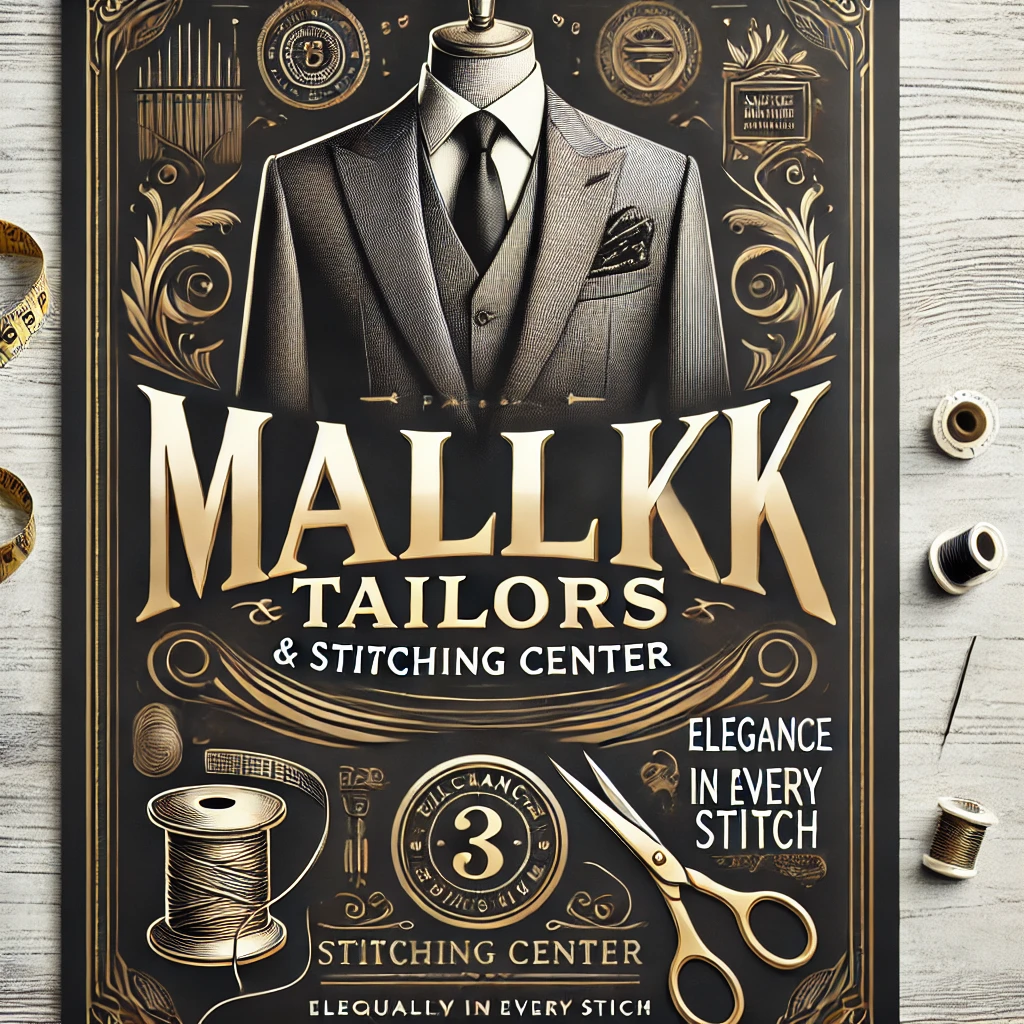 MALLKK
TAILORS
& STITCHING CENTER
ELEGANCE
IN EVERY
STITCH
3
STITCHING CENTER
ELEQUALLY IN EVERY STICH